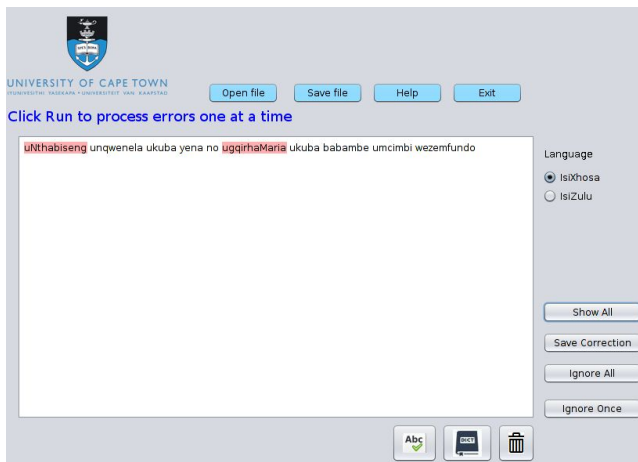 UNIVERSITY OF CAPE TOWN
Open file Save file Help Exit
Click Run to process errors one at a time
uNthabiseng unqwenela ukuba yena no ugqirhaMaria ukuba babambe umcimbi wezemfundo
Language
IsiXhosa
IsiZulu
Show All
Save Correction
Ignore All
Ignore Once
Abc DICT